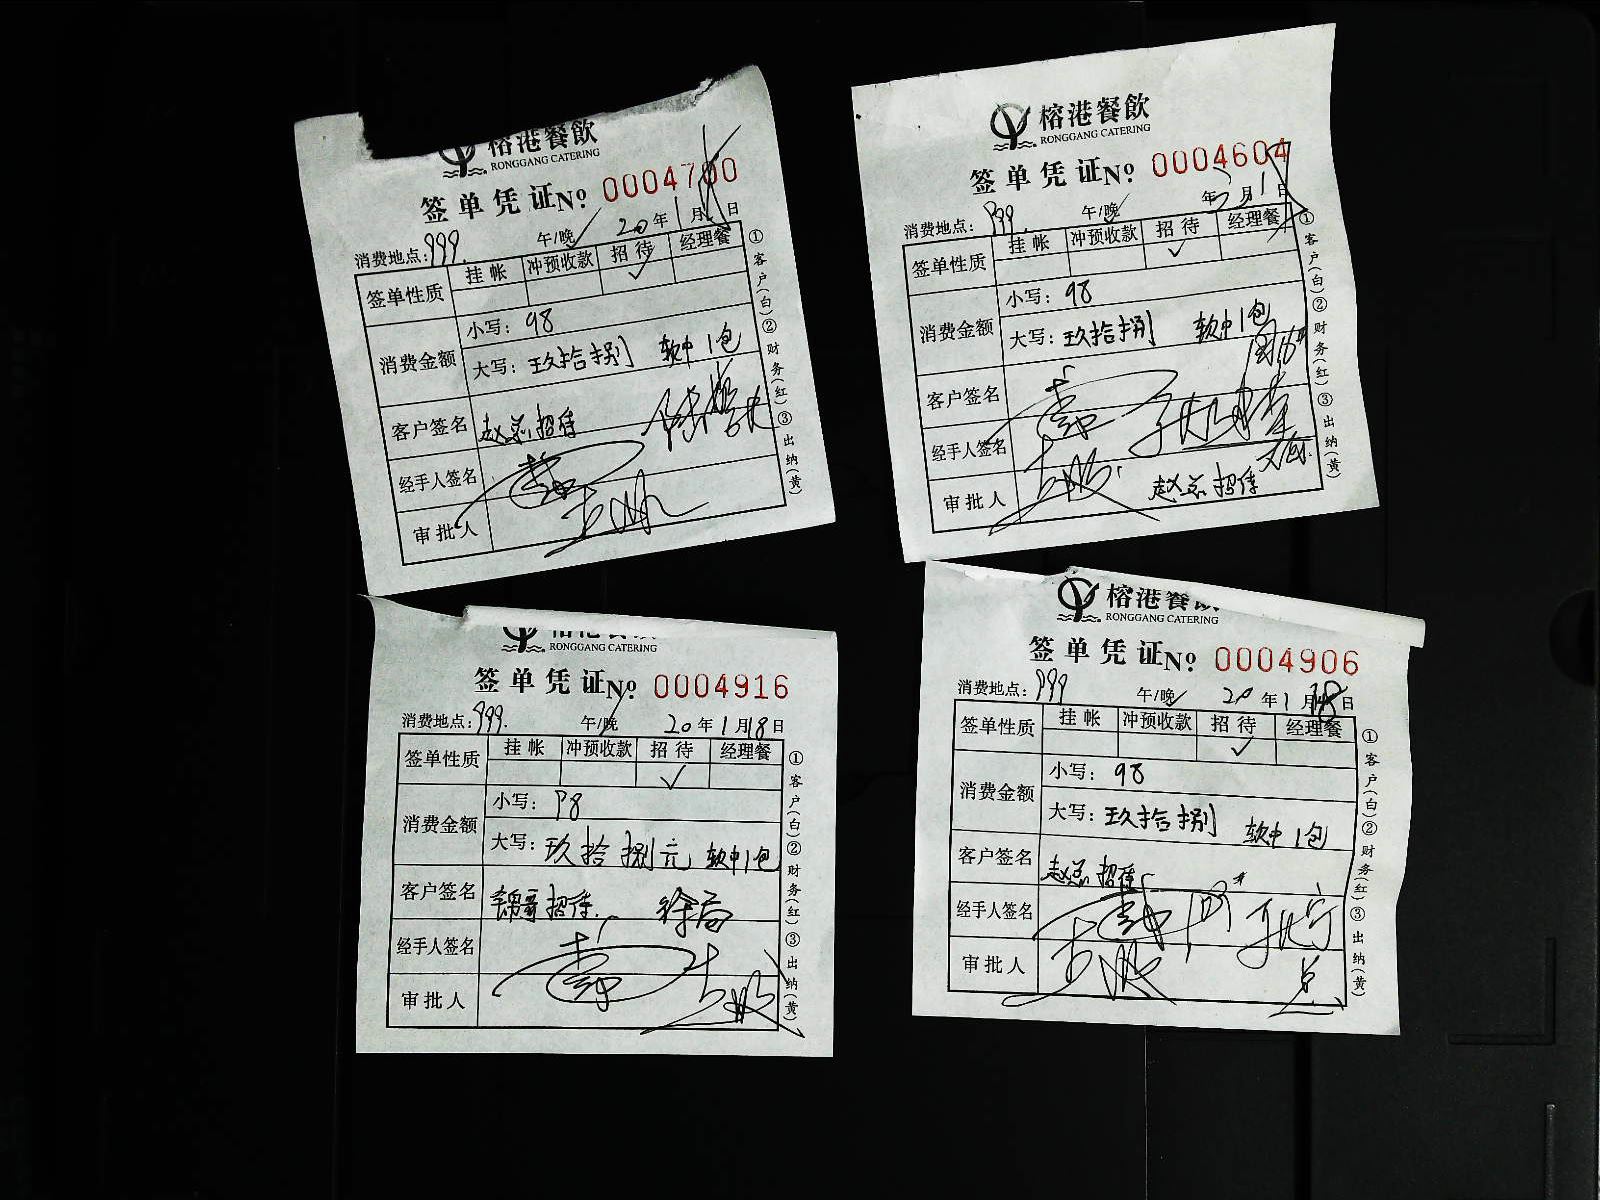 榕港餐飲
RONGGANG CATERING
签单凭证 № 0004700
消费地点: 999. 午/晚 20年1月 日
签单性质 挂帐 冲预收款 招待 经理餐
消费金额 小写: 98
大写: 玖拾捌 软中1包
客户签名 赵总招待
经手人签名
审批人
①客户(白)②财务(红)③出纳(黄)
榕港餐飲
RONGGANG CATERING
签单凭证 № 0004604
消费地点: 999. 午/晚 年 月1 日
签单性质 挂帐 冲预收款 招待 经理餐
消费金额 小写: 98
大写: 玖拾捌 软中1包
客户签名
经手人签名
审批人 赵总招待
①客户(白)②财务(红)③出纳(黄)
RONGGANG CATERING
签单凭证 № 0004916
消费地点: 999. 午/晚 20年1月18日
签单性质 挂帐 冲预收款 招待 经理餐
消费金额 小写: 98
大写: 玖拾捌元 软中1包
客户签名 锦哥招待. 徐局
经手人签名
审批人
①客户(白)②财务(红)③出纳(黄)
榕港餐飲
RONGGANG CATERING
签单凭证 № 0004906
消费地点: 999 午/晚 20年1月18日
签单性质 挂帐 冲预收款 招待 经理餐
消费金额 小写: 98
大写: 玖拾捌 软中1包
客户签名 赵总招待
经手人签名
审批人
①客户(白)②财务(红)③出纳(黄)